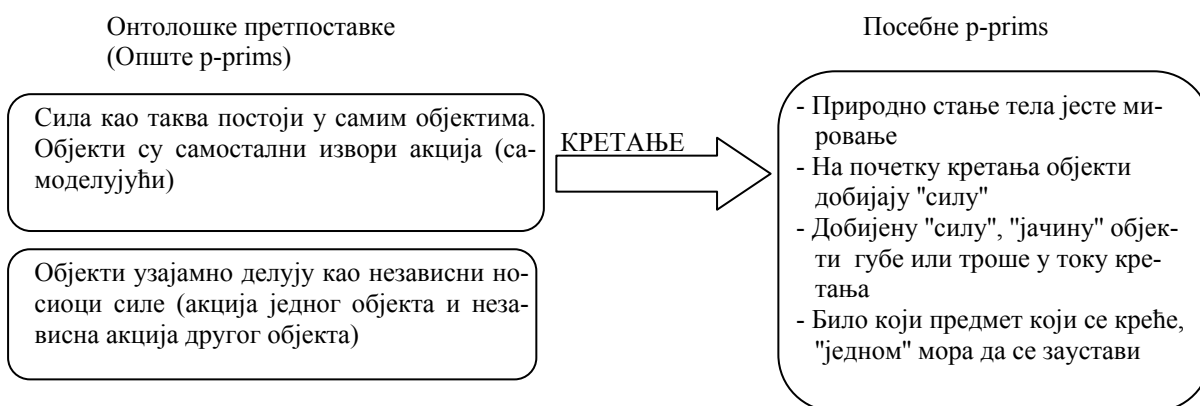 Онтолошке претпоставке
(Опште p-prims)
Посебне p-prims
Сила као таква постоји у самим објектима.
Објекти су самостални извори акција (са-
моделујући)
Објекти узајамно делују као независни но-
сиоци силе (акција једног објекта и неза-
висна акција другог објекта)
КРЕТАЊЕ
- Природно стање тела јесте ми-
ровање
- На почетку кретања објекти
добијају "силу"
- Добијену "силу", "јачину" објек-
ти губе или троше у току кре-
тања
- Било који предмет који се креће,
"једном" мора да се заустави